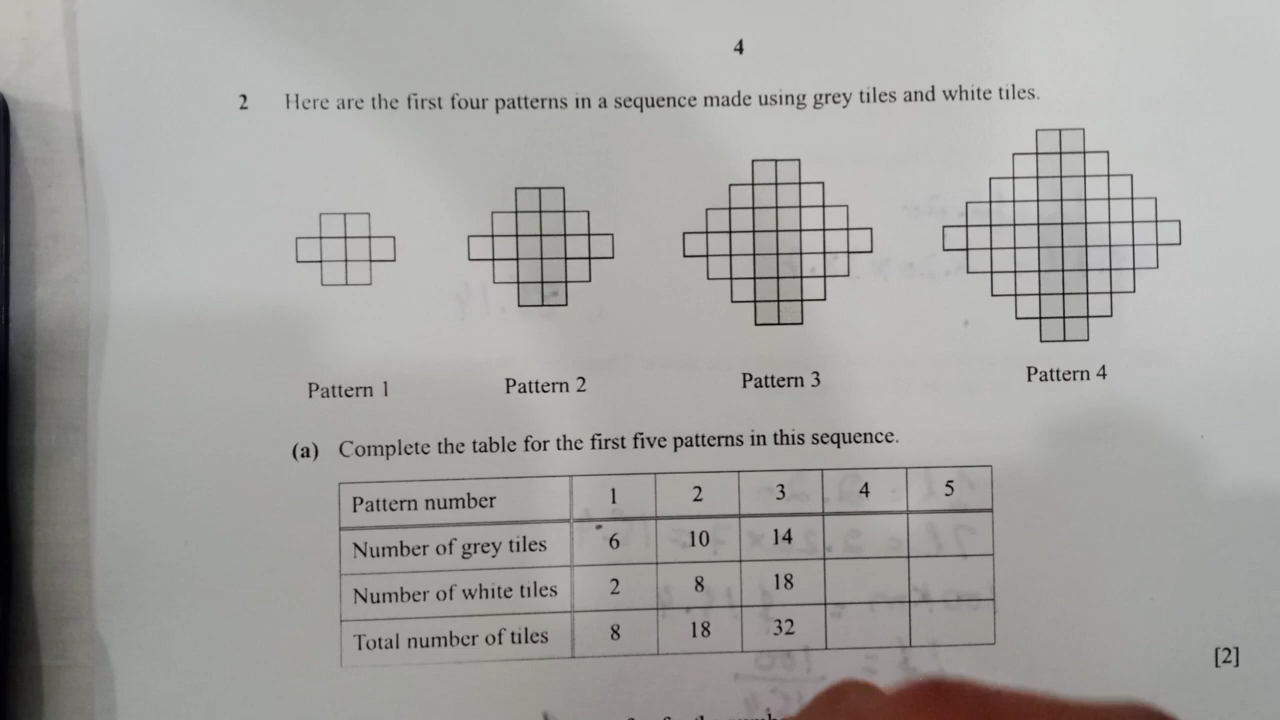 4
2 Here are the first four patterns in a sequence made using grey tiles and white tiles.
Pattern 1 Pattern 2 Pattern 3 Pattern 4
(a) Complete the table for the first five patterns in this sequence.
Pattern number 1 2 3 4 5
Number of grey tiles 6 10 14
Number of white tiles 2 8 18
Total number of tiles 8 18 32
[2]